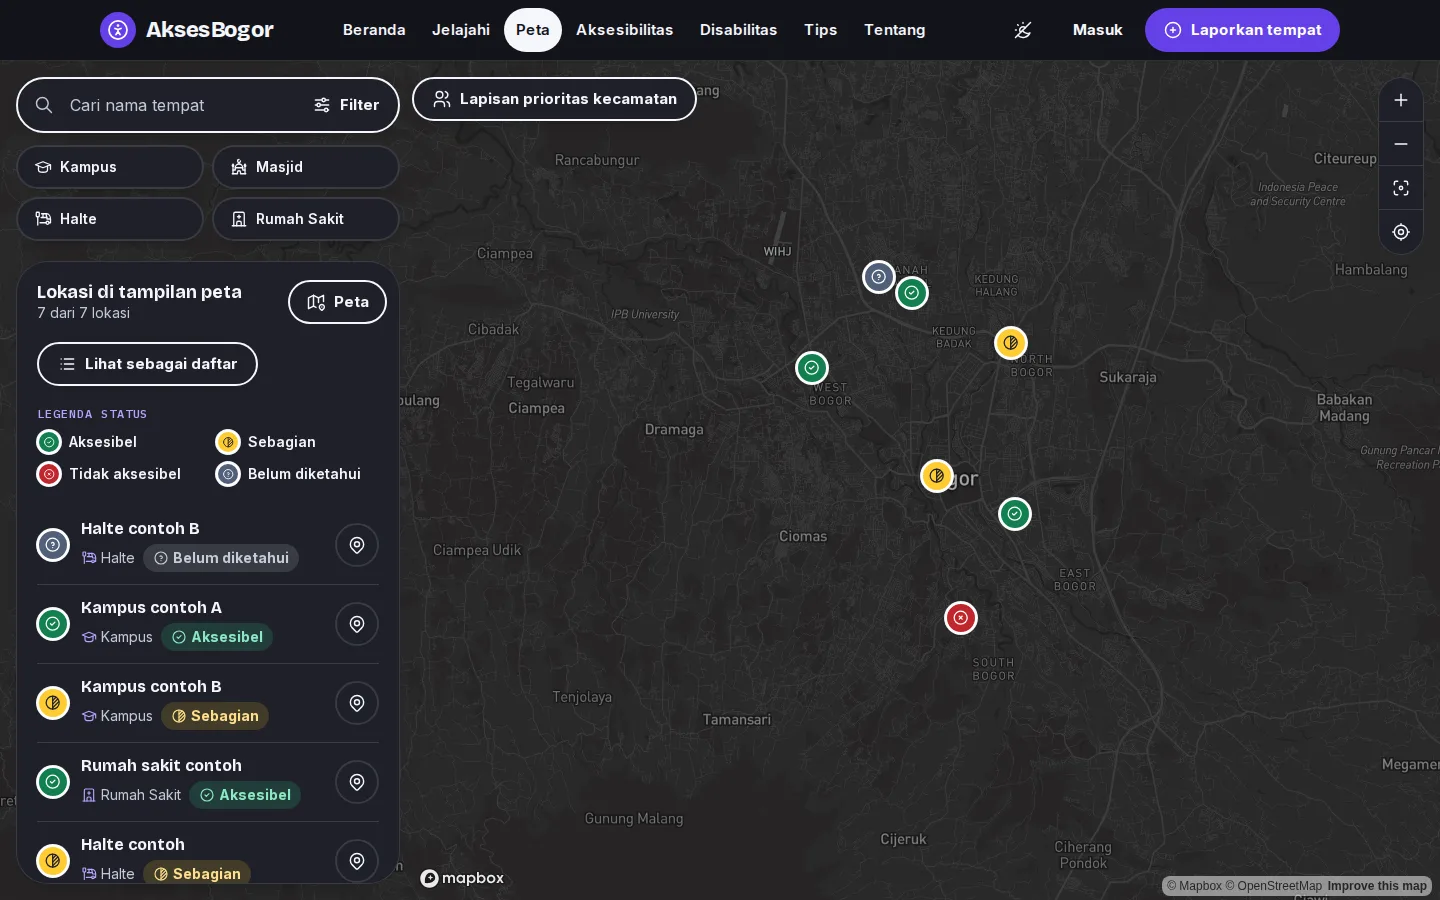 AksesBogor
Beranda
Jelajahi
Peta
Aksesibilitas
Disabilitas
Tips
Tentang
Masuk
Laporkan tempat
Cari nama tempat
Filter
Lapisan prioritas kecamatan
Kampus
Masjid
Halte
Rumah Sakit
Lokasi di tampilan peta
7 dari 7 lokasi
Peta
Lihat sebagai daftar
LEGENDA STATUS
Aksesibel
Sebagian
Tidak aksesibel
Belum diketahui
Halte contoh B
Halte
Belum diketahui
Kampus contoh A
Kampus
Aksesibel
Kampus contoh B
Kampus
Sebagian
Rumah sakit contoh
Rumah Sakit
Aksesibel
Halte contoh
Halte
Sebagian
Rancabungur
Citeureup
Indonesia Peace
and Security Centre
WIHJ
Ciampea
Hambalang
KEDUNG
HALANG
IPB University
Cibadak
KEDUNG
BADAK
NORTH
BOGOR
Sukaraja
Tegalwaru
Ciampea
WEST
BOGOR
Babakan
Madang
Dramaga
Gunung Pancar
Recreation
Ciomas
Ciampea Udik
EAST
BOGOR
SOUTH
BOGOR
Tenjolaya
Tamansari
Gunung Malang
Cijeruk
Ciherang
Pondok
mapbox
© Mapbox © OpenStreetMap Improve this map